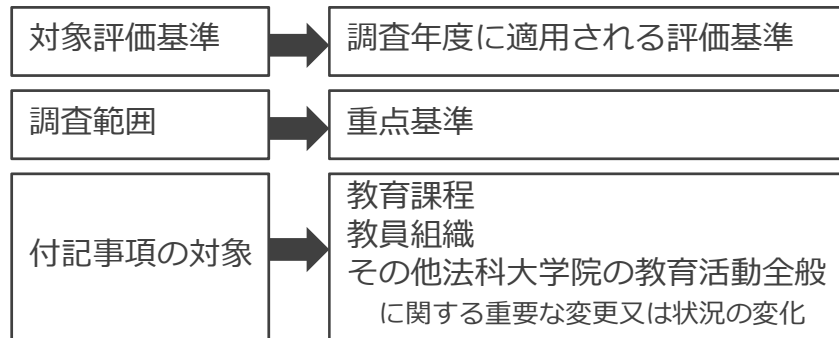 対象評価基準
調査年度に適用される評価基準
調査範囲
重点基準
付記事項の対象
教育課程
教員組織
その他法科大学院の教育活動全般
に関する重要な変更又は状況の変化